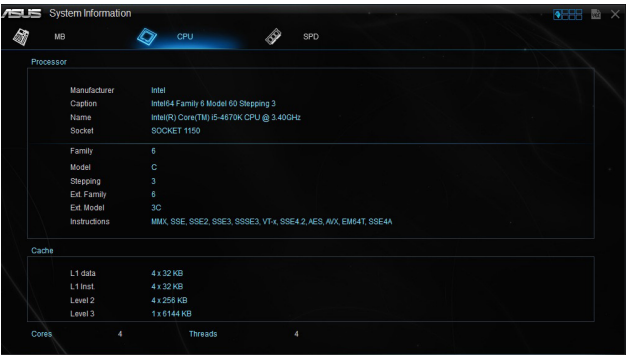 ASUS System Information
MB CPU SPD
Processor
Manufacturer Intel
Caption Intel64 Family 6 Model 60 Stepping 3
Name Intel(R) Core(TM) i5-4670K CPU @ 3.40GHz
Socket SOCKET 1150
Family 6
Model C
Stepping 3
Ext. Family 6
Ext. Model 3C
Instructions MMX, SSE, SSE2, SSE3, SSSE3, VT-x, SSE4.2, AES, AVX, EM64T, SSE4A
Cache
L1 data 4 x 32 KB
L1 Inst. 4 x 32 KB
Level 2 4 x 256 KB
Level 3 1 x 6144 KB
Cores 4 Threads 4